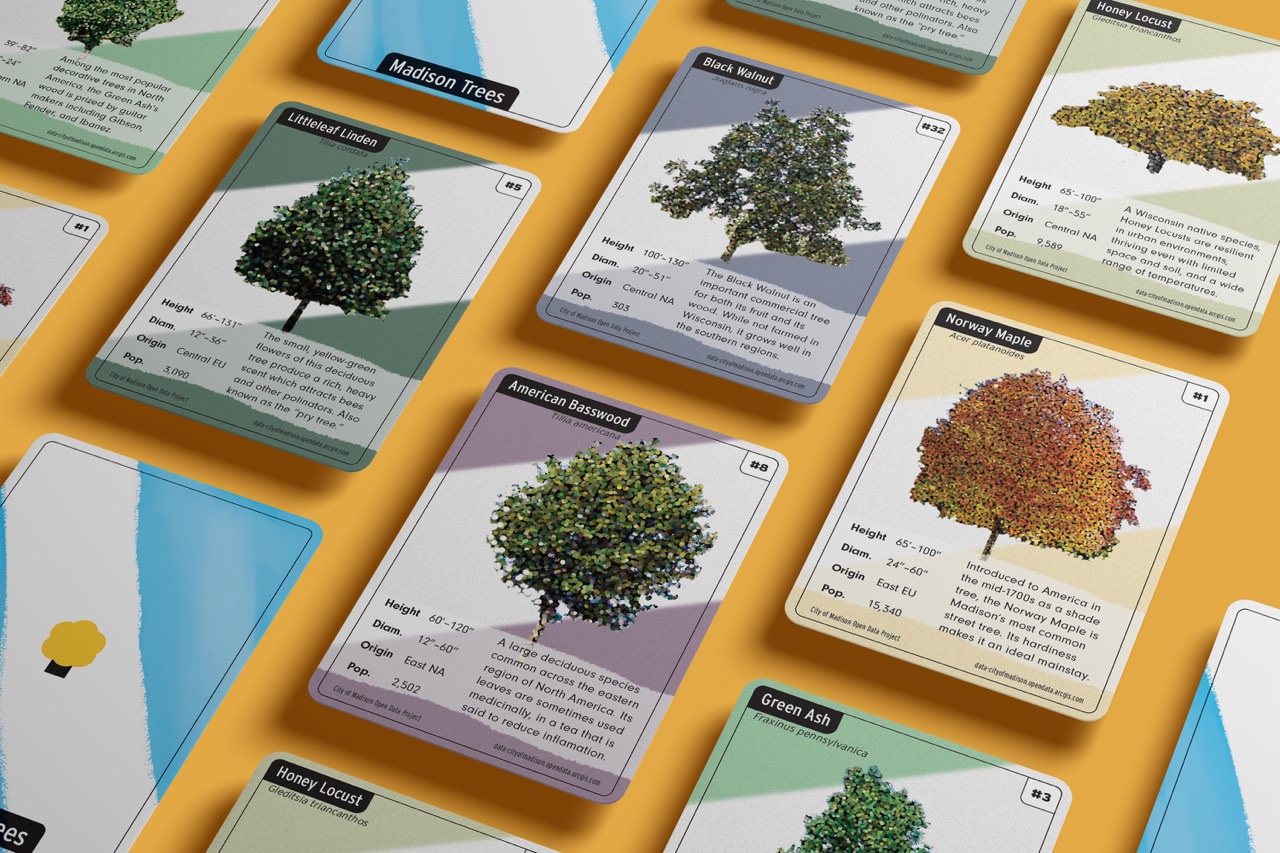 39'-82"
"-24"
rn NA
Among the most popular
decorative trees in North
America, the Green Ash's
wood is prized by guitar
makers including Gibson,
Fender, and Ibanez.
data-cityofmadison.opendata.arcgis.com
Madison Trees
rich, heavy
which attracts bees
and other pollinators. Also
known as the "pry tree."
City of Madison Open Data Project
data-cityofmadison.opendata.arcgis.com
Honey Locust
Gleditsia triancanthos
Height 65'-100"
Diam. 18"-55"
Origin Central NA
Pop. 9,589
A Wisconsin native species,
Honey Locusts are resilient
in urban environments,
thriving even with limited
space and soil, and a wide
range of temperatures.
City of Madison Open Data Project
data-cityofmadison.opendata.arcgis.com
#1
Littleleaf Linden
Tilia cordata
#5
Height 66'-131"
Diam. 12"-36"
Origin Central EU
Pop. 3,090
The small, yellow-green
flowers of this deciduous
tree produce a rich, heavy
scent which attracts bees
and other polinators. Also
known as the "pry tree."
City of Madison Open Data Project
data-cityofmadison.opendata.arcgis.com
Black Walnut
Juglans nigra
#32
Height 100'-130"
Diam. 20"-51"
Origin Central NA
Pop. 303
The Black Walnut is an
important commercial tree
for both its fruit and its
wood. While not farmed in
Wisconsin, it grows well in
the southern regions.
City of Madison Open Data Project
data-cityofmadison.opendata.arcgis.com
American Basswood
Tillia americana
#8
Height 60'-120"
Diam. 12"-60"
Origin East NA
Pop. 2,502
A large deciduous species
common across the eastern
region of North America. Its
leaves are sometimes used
medicinally, in a tea that is
said to reduce inflamation.
City of Madison Open Data Project
data-cityofmadison.opendata.arcgis.com
Norway Maple
Acer platanoides
#1
Height 65'-100"
Diam. 24"-60"
Origin East EU
Pop. 15,340
Introduced to America in
the mid-1700s as a shade
tree, the Norway Maple is
Madison's most common
street tree. Its hardiness
makes it an ideal mainstay.
City of Madison Open Data Project
data-cityofmadison.opendata.arcgis.com
ees
Honey Locust
Gleditsia triancanthos
Green Ash
Fraxinus pennsylvanica
#3